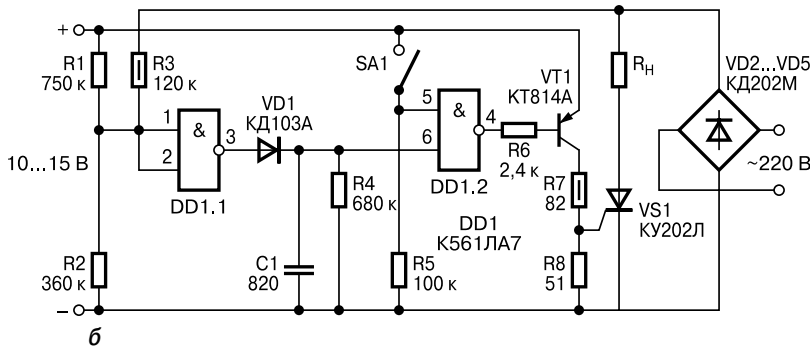 +
R1
750 к
R3
120 к
1
2
&
3
DD1.1
VD1
КД103А
10...15 В
R2
360 к
C1
820
R4
680 к
SA1
5
6
&
4
DD1.2
R5
100 к
DD1
К561ЛА7
R6
2,4 к
VT1
КТ814А
R7
82
R8
51
RН
VS1
КУ202Л
VD2...VD5
КД202М
~220 В
–
б